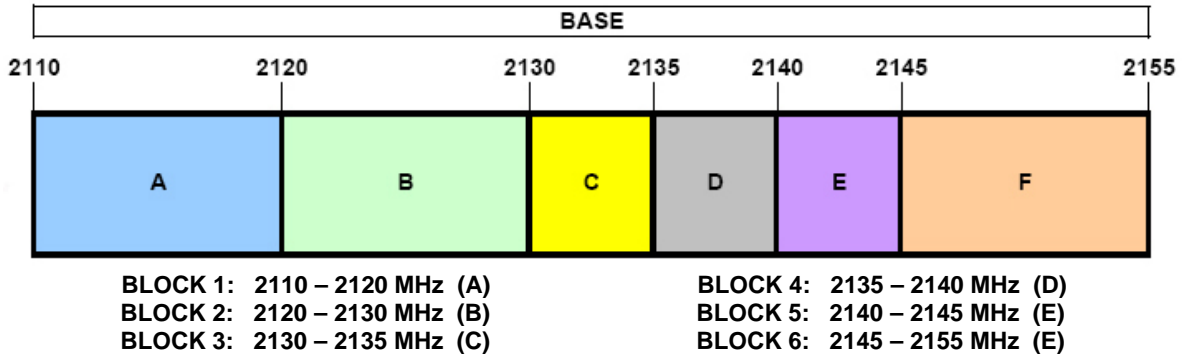 BASE
2110 2120 2130 2135 2140 2145 2155
A B C D E F
BLOCK 1: 2110 – 2120 MHz (A)
BLOCK 2: 2120 – 2130 MHz (B)
BLOCK 3: 2130 – 2135 MHz (C)
BLOCK 4: 2135 – 2140 MHz (D)
BLOCK 5: 2140 – 2145 MHz (E)
BLOCK 6: 2145 – 2155 MHz (E)